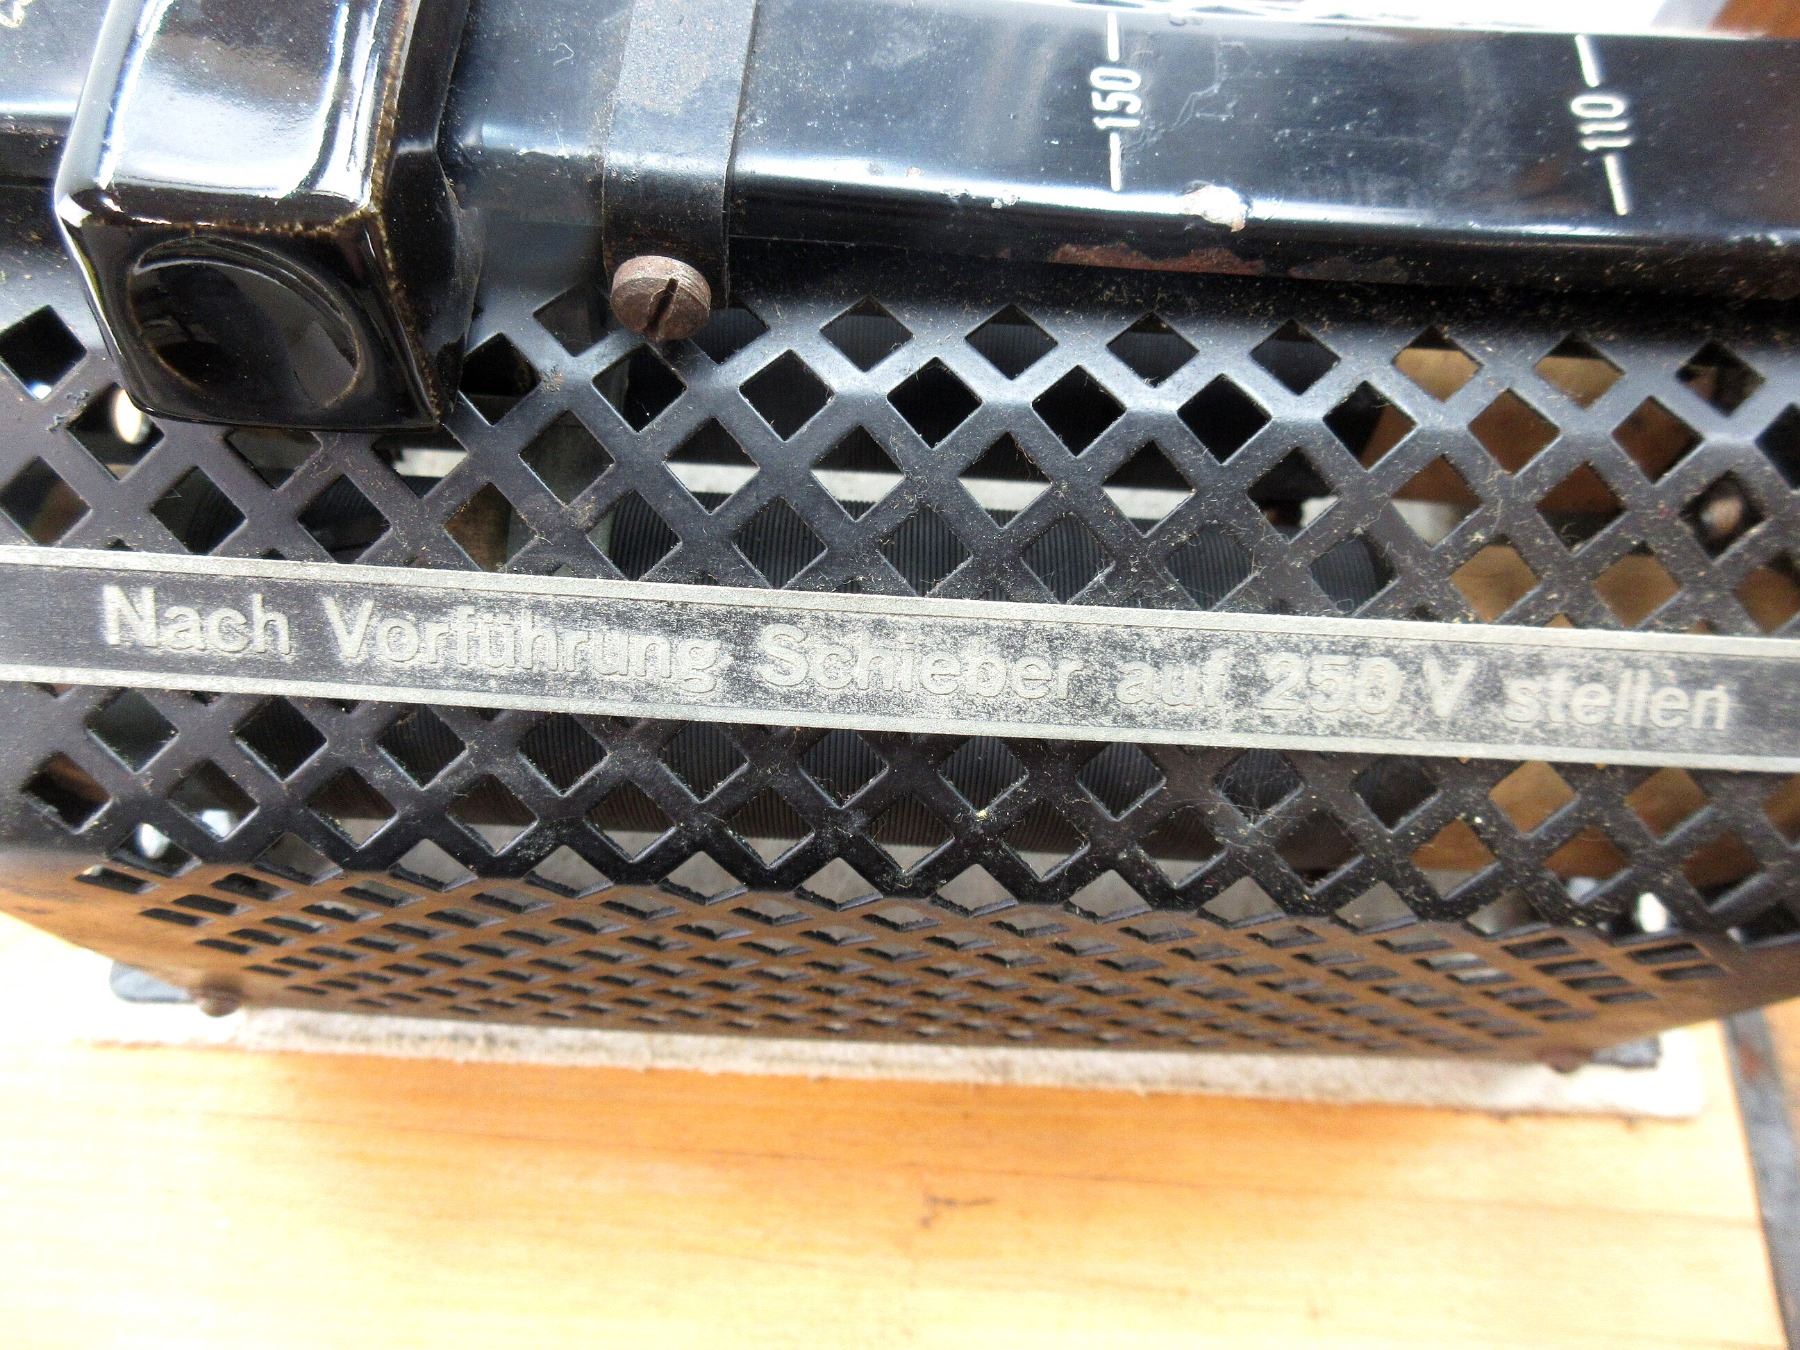 150
110
Nach Vorführung Schieber auf 250 V stellen